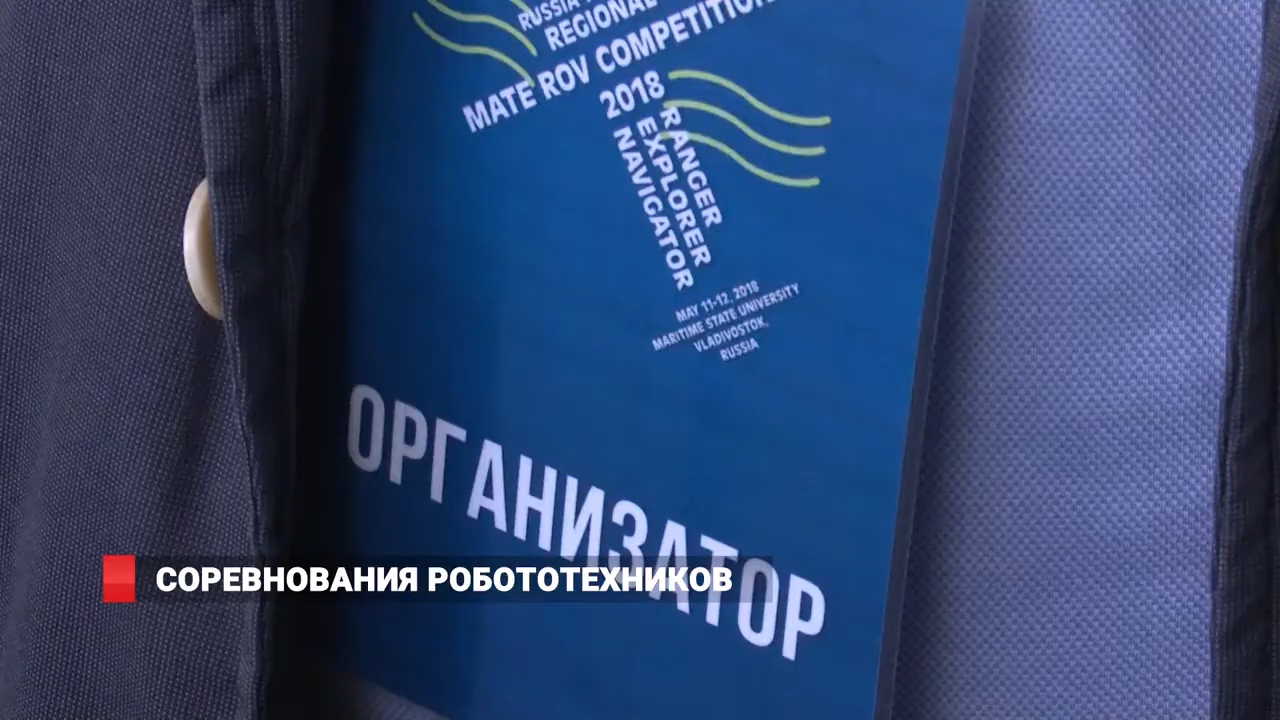 RUSSIA
REGIONAL
MATE ROV COMPETITION
2018
RANGER
EXPLORER
NAVIGATOR
MAY 11-12, 2018
MARITIME STATE UNIVERSITY
VLADIVOSTOK,
RUSSIA
ОРГАНИЗАТОР
СОРЕВНОВАНИЯ РОБОТОТЕХНИКОВ